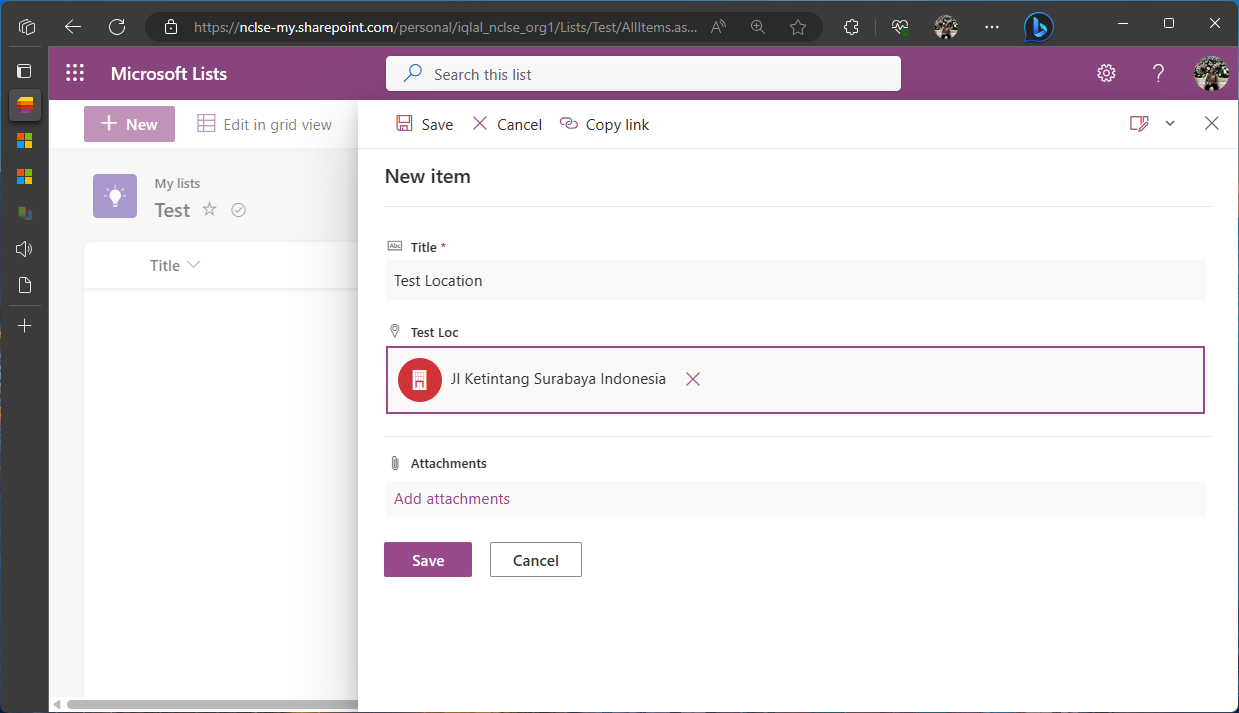 https://nclse-my.sharepoint.com/personal/iqlal_nclse_org1/Lists/Test/AllItems.as...
Microsoft Lists
Search this list
New
Edit in grid view
Save
Cancel
Copy link
New item
My lists
Test
Title
Abc
Title *
Test Location
Test Loc
Jl Ketintang Surabaya Indonesia
Attachments
Add attachments
Save
Cancel